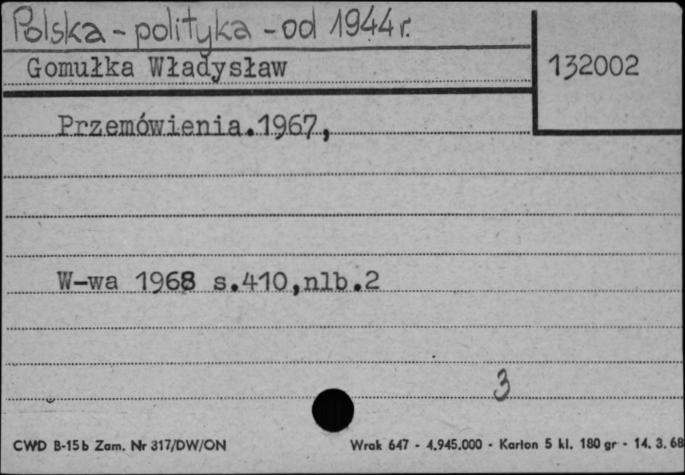 Polska - polityka - od 1944 r.
Gomułka Władysław
132002
Przemówienia.1967,
W-wa 1968 s.410,nlb.2
3
CWD B-15b Zam. Nr 317/DW/ON Wrak 647 - 4.945.000 - Karton 5 kl. 180 gr - 14. 3. 68